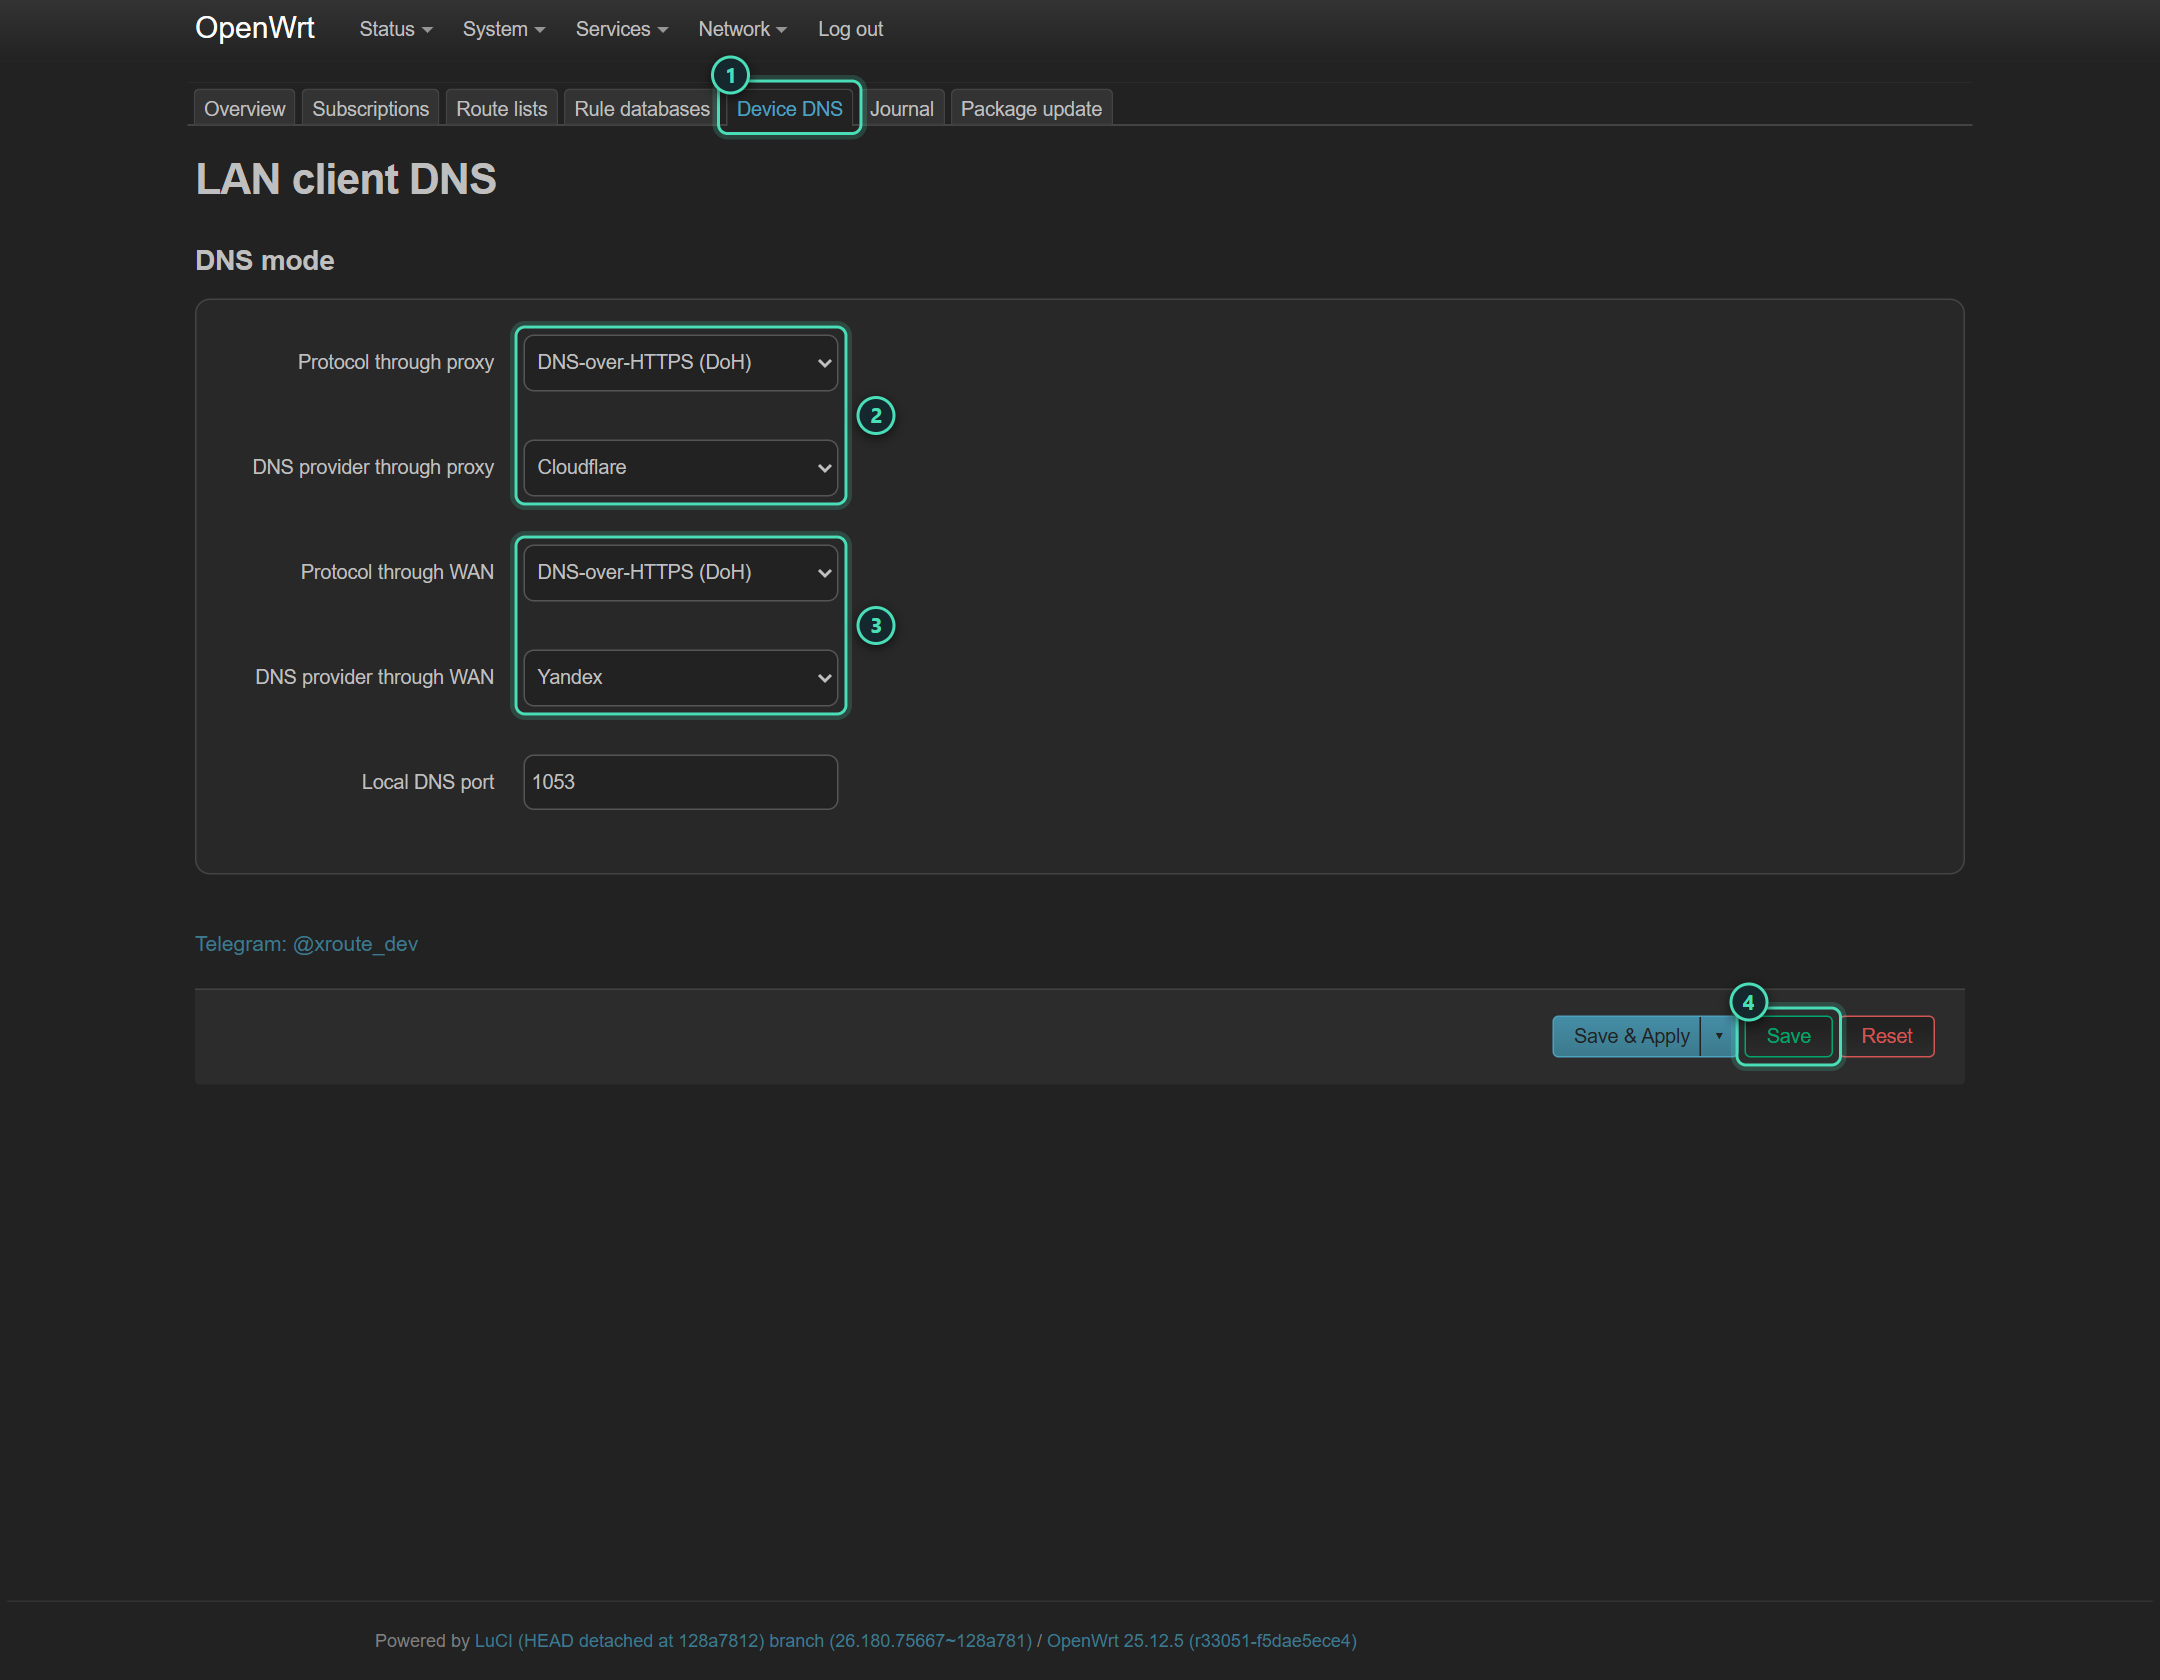 OpenWrt Status System Services Network Log out
1
Overview Subscriptions Route lists Rule databases Device DNS Journal Package update
LAN client DNS
DNS mode
Protocol through proxy DNS-over-HTTPS (DoH)
2
DNS provider through proxy Cloudflare
Protocol through WAN DNS-over-HTTPS (DoH)
3
DNS provider through WAN Yandex
Local DNS port 1053
Telegram: @xroute_dev
4
Save & Apply Save Reset
Powered by LuCI (HEAD detached at 128a7812) branch (26.180.75667~128a781) / OpenWrt 25.12.5 (r33051-f5dae5ece4)